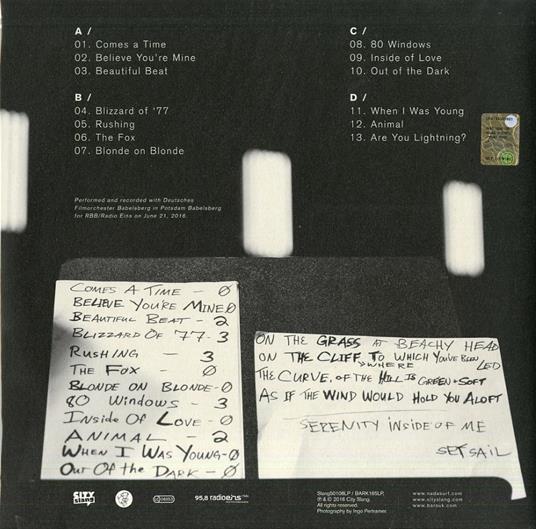 A /
01. Comes a Time
02. Believe You're Mine
03. Beautiful Beat
B /
04. Blizzard of '77
05. Rushing
06. The Fox
07. Blonde on Blonde
C /
08. 80 Windows
09. Inside of Love
10. Out of the Dark
D /
11. When I Was Young
12. Animal
13. Are You Lightning?
Performed and recorded with Deutsches
Filmorchester Babelsberg in Potsdam Babelsberg
for RBB/Radio Eins on June 21, 2016.
COMES A TIME - 0
BELIEVE YOU'RE MINE 0
BEAUTIFUL BEAT - 2
BLIZZARD OF '77 - 3
RUSHING - 3
THE FOX - 0
BLONDE ON BLONDE - 0
80 WINDOWS - 3
INSIDE OF LOVE - 0
ANIMAL - 2
WHEN I WAS YOUNG - 0
OUT OF THE DARK - 0
ON THE GRASS AT BEACHY HEAD
ON THE CLIFF, TO WHICH YOU'VE BEEN LED
WHERE
THE CURVE OF THE HILL IS GREEN + SOFT
AS IF THE WIND WOULD HOLD YOU ALOFT
SERENITY INSIDE OF ME
SET SAIL
CITY
slang
95,8 radioeins rbb
Slang50108LP / BARK165LP.
℗ & © 2016 City Slang.
All rights reserved.
Photography by Ingo Pertramer
www.nadasurf.com
www.cityslang.com
www.barsuk.com